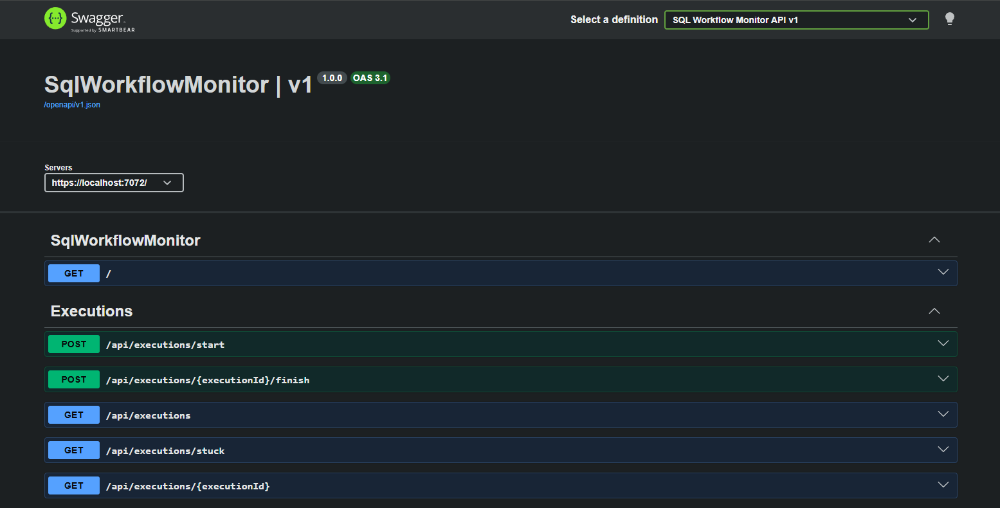 Swagger
Supported by SMARTBEAR
Select a definition
SQL Workflow Monitor API v1
SqlWorkflowMonitor | v1 1.0.0 OAS 3.1
/openapi/v1.json
Servers
https://localhost:7072/
SqlWorkflowMonitor
GET /
Executions
POST /api/executions/start
POST /api/executions/{executionId}/finish
GET /api/executions
GET /api/executions/stuck
GET /api/executions/{executionId}